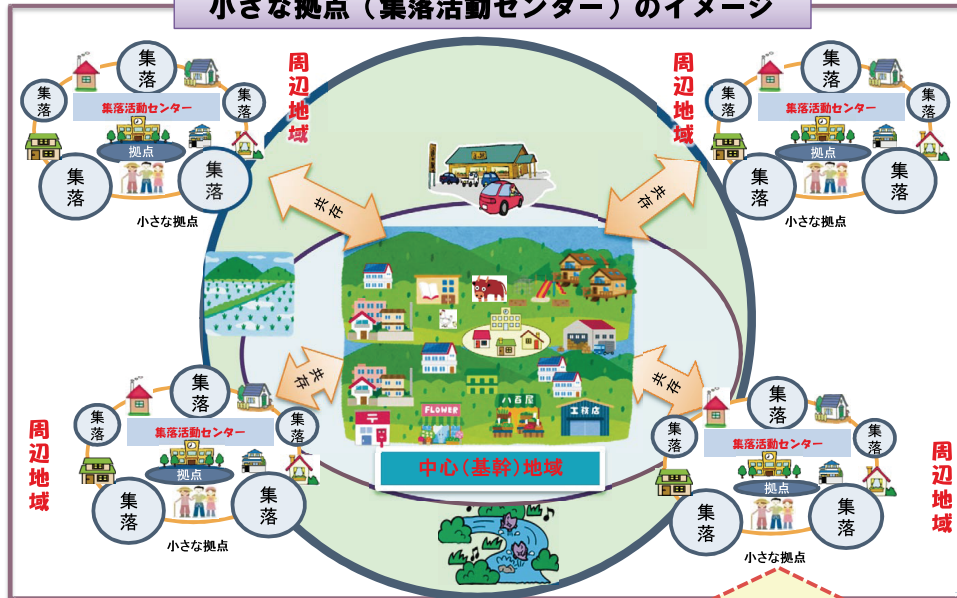 小さな拠点（集落活動センター）のイメージ
周辺地域
集落
集落
集落
集落活動センター
拠点
集落
集落
小さな拠点
周辺地域
集落
集落
集落
集落活動センター
拠点
集落
集落
小さな拠点
共存
共存
共存
共存
〒
FLOWER
八百屋
工務店
中心(基幹)地域
周辺地域
集落
集落
集落
集落活動センター
拠点
集落
集落
小さな拠点
周辺地域
集落
集落
集落
集落活動センター
拠点
集落
集落
小さな拠点